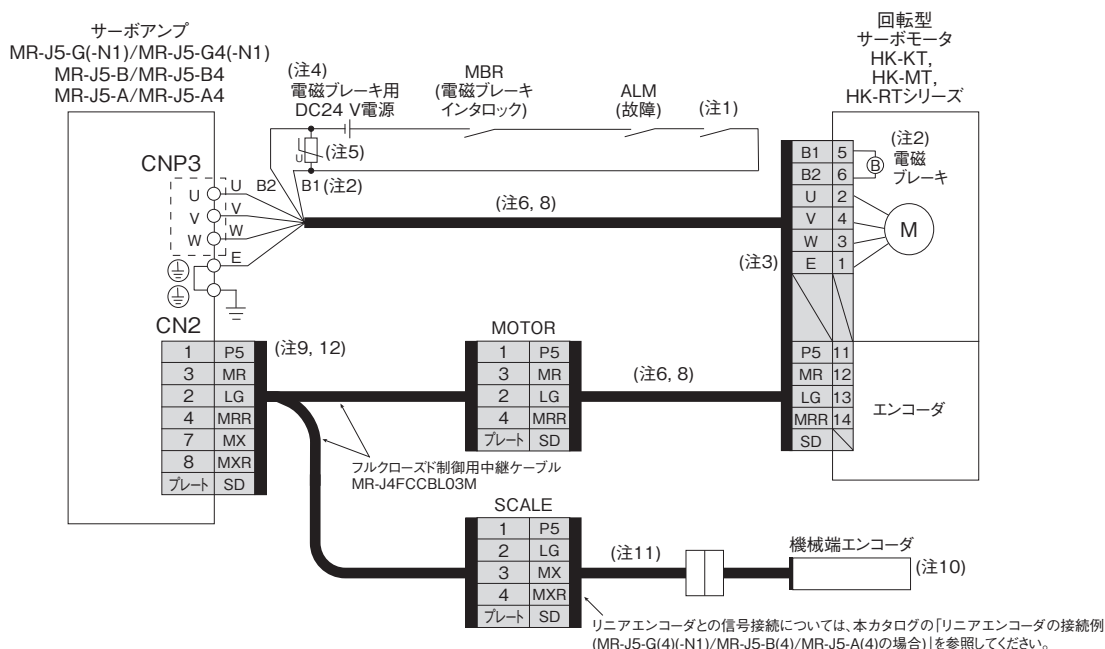 サーボアンプ
MR-J5-G(-N1)/MR-J5-G4(-N1)
MR-J5-B/MR-J5-B4
MR-J5-A/MR-J5-A4
回転型
サーボモータ
HK-KT,
HK-MT,
HK-RTシリーズ
(注4)
電磁ブレーキ用
DC24 V電源
MBR
(電磁ブレーキ
インタロック)
ALM
(故障)
(注1)
U
(注5)
CNP3
U
V
W
U
V
W
E
B2
B1
(注2)
(注6, 8)
(注3)
B1 5
B2 6
U 2
V 4
W 3
E 1
(注2)
電磁
ブレーキ
B
M
CN2
1 P5
3 MR
2 LG
4 MRR
7 MX
8 MXR
プレート SD
(注9, 12)
MOTOR
1 P5
3 MR
2 LG
4 MRR
プレート SD
(注6, 8)
P5 11
MR 12
LG 13
MRR 14
SD
エンコーダ
フルクローズド制御用中継ケーブル
MR-J4FCCBL03M
SCALE
1 P5
2 LG
3 MX
4 MXR
プレート SD
(注11)
機械端エンコーダ
(注10)
リニアエンコーダとの信号接続については、本カタログの「リニアエンコーダの接続例
(MR-J5-G(4)(-N1)/MR-J5-B(4)/MR-J5-A(4)の場合)」を参照してください。